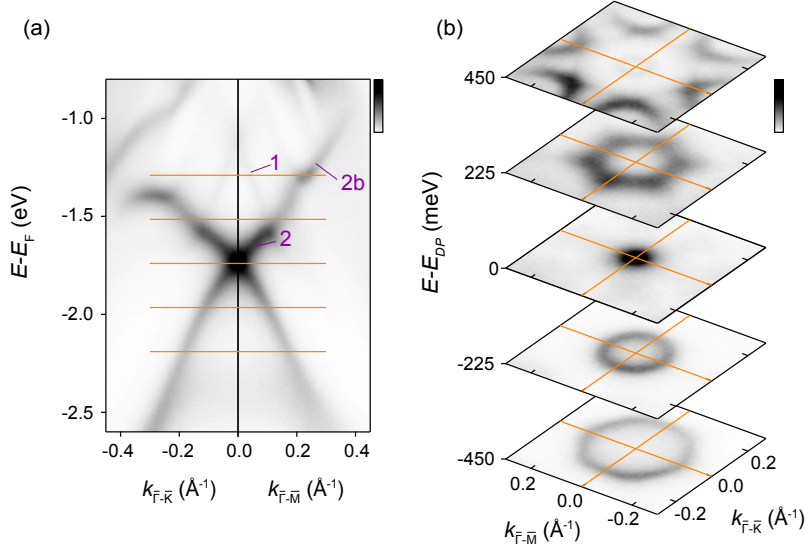 (a)
(b)
E-E_F (eV)
-1.0
-1.5
-2.0
-2.5
1
2b
2
-0.4
-0.2
0.0
0.2
0.4
k_Γ̄-K̄ (Å⁻¹)
k_Γ̄-M̄ (Å⁻¹)
E-E_DP (meV)
450
225
0
-225
-450
0.2
0.0
-0.2
k_Γ̄-M̄ (Å⁻¹)
-0.2
0.0
0.2
k_Γ̄-K̄ (Å⁻¹)